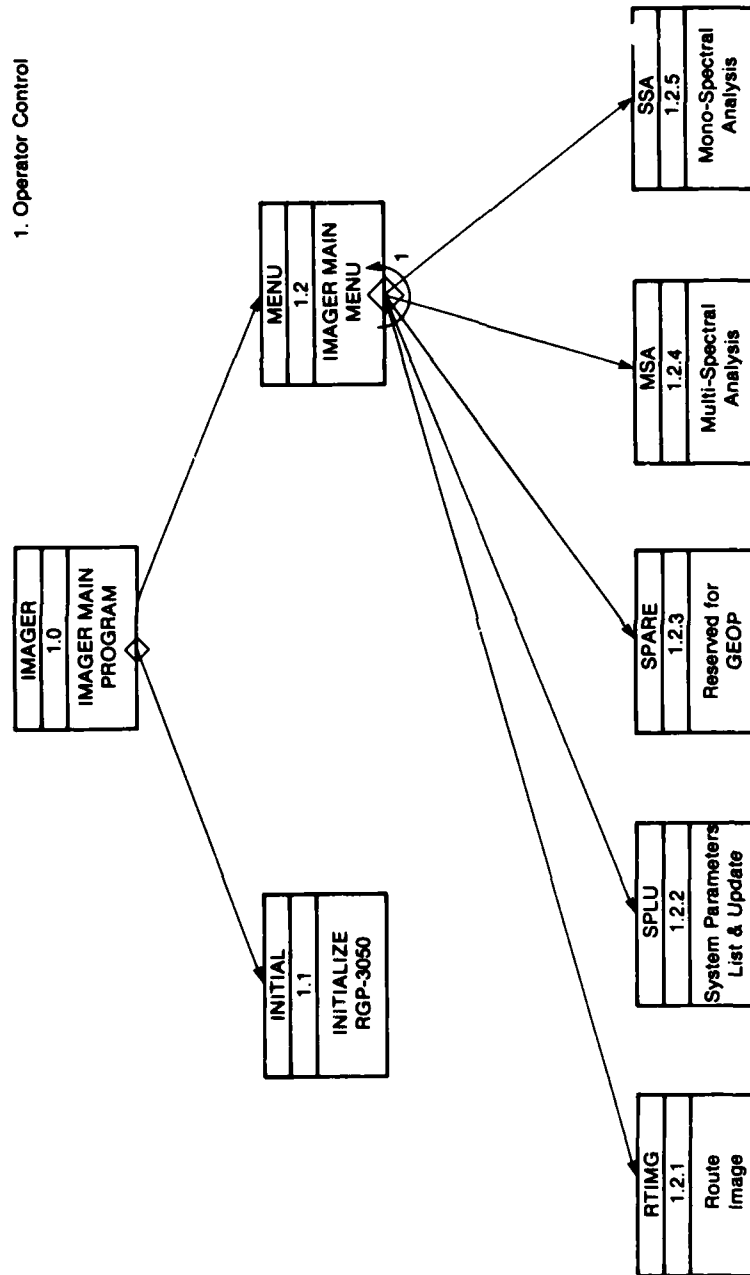 IMAGER
1.0
IMAGER MAIN
PROGRAM
INITIAL
1.1
INITIALIZE
RGP-3050
MENU
1.2
IMAGER MAIN
MENU
1
RTIMG
1.2.1
Route
Image
SPLU
1.2.2
System Parameters
List & Update
SPARE
1.2.3
Reserved for
GEOP
MSA
1.2.4
Multi-Spectral
Analysis
SSA
1.2.5
Mono-Spectral
Analysis
1. Operator Control